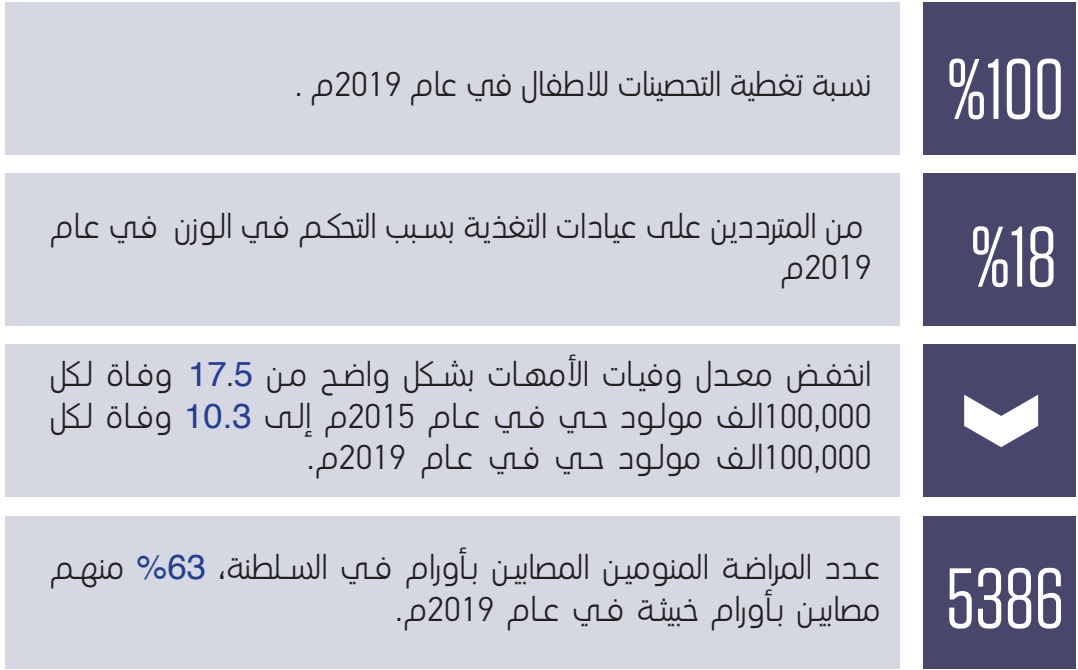 %100
نسبة تغطية التحصينات للاطفال في عام 2019م .
%18
من المترددين على عيادات التغذية بسبب التحكم في الوزن في عام
2019م
انخفض معدل وفيات الأمهات بشكل واضح من 17.5 وفاة لكل
100,000الف مولود حي في عام 2015م إلى 10.3 وفاة لكل
100,000الف مولود حي في عام 2019م.
5386
عدد المراضة المنومين المصابين بأورام في السلطنة، 63% منهم
مصابين بأورام خبيثة في عام 2019م.